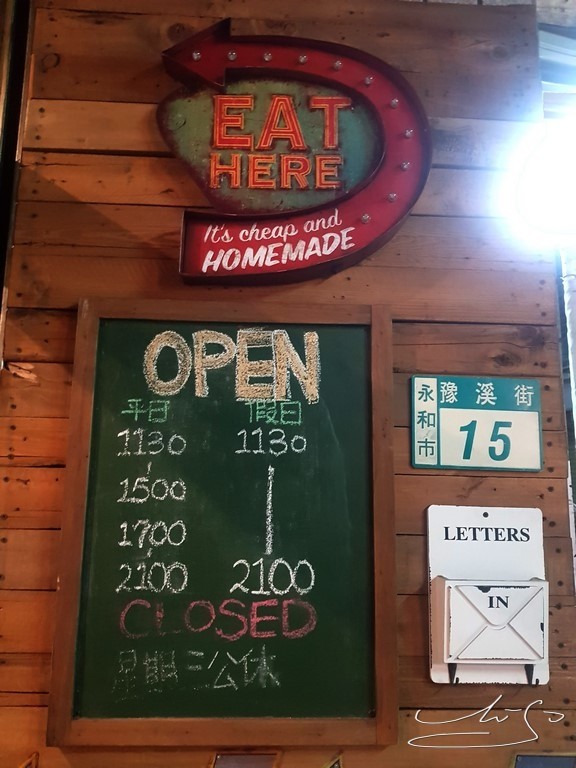 EAT
HERE
It's cheap and
HOMEMADE
OPEN
平日 假日
1130 1130
1500
1700
2100 2100
CLOSED
星期三公休
永和市
豫溪街
15
LETTERS
IN